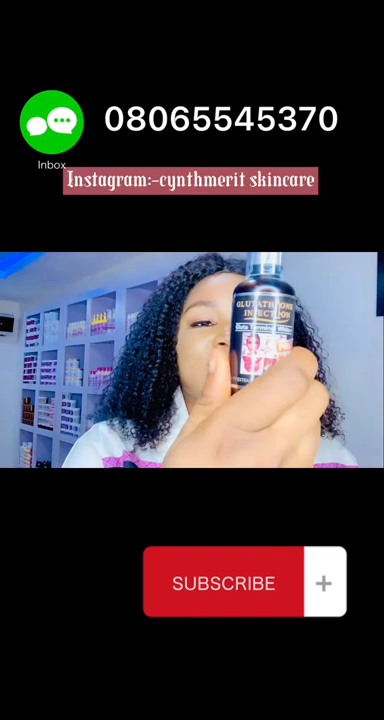 08065545370
Inbox
Instagram:-cynthmerit skincare
GLUTATHIONE
INJECTION
SUBSCRIBE